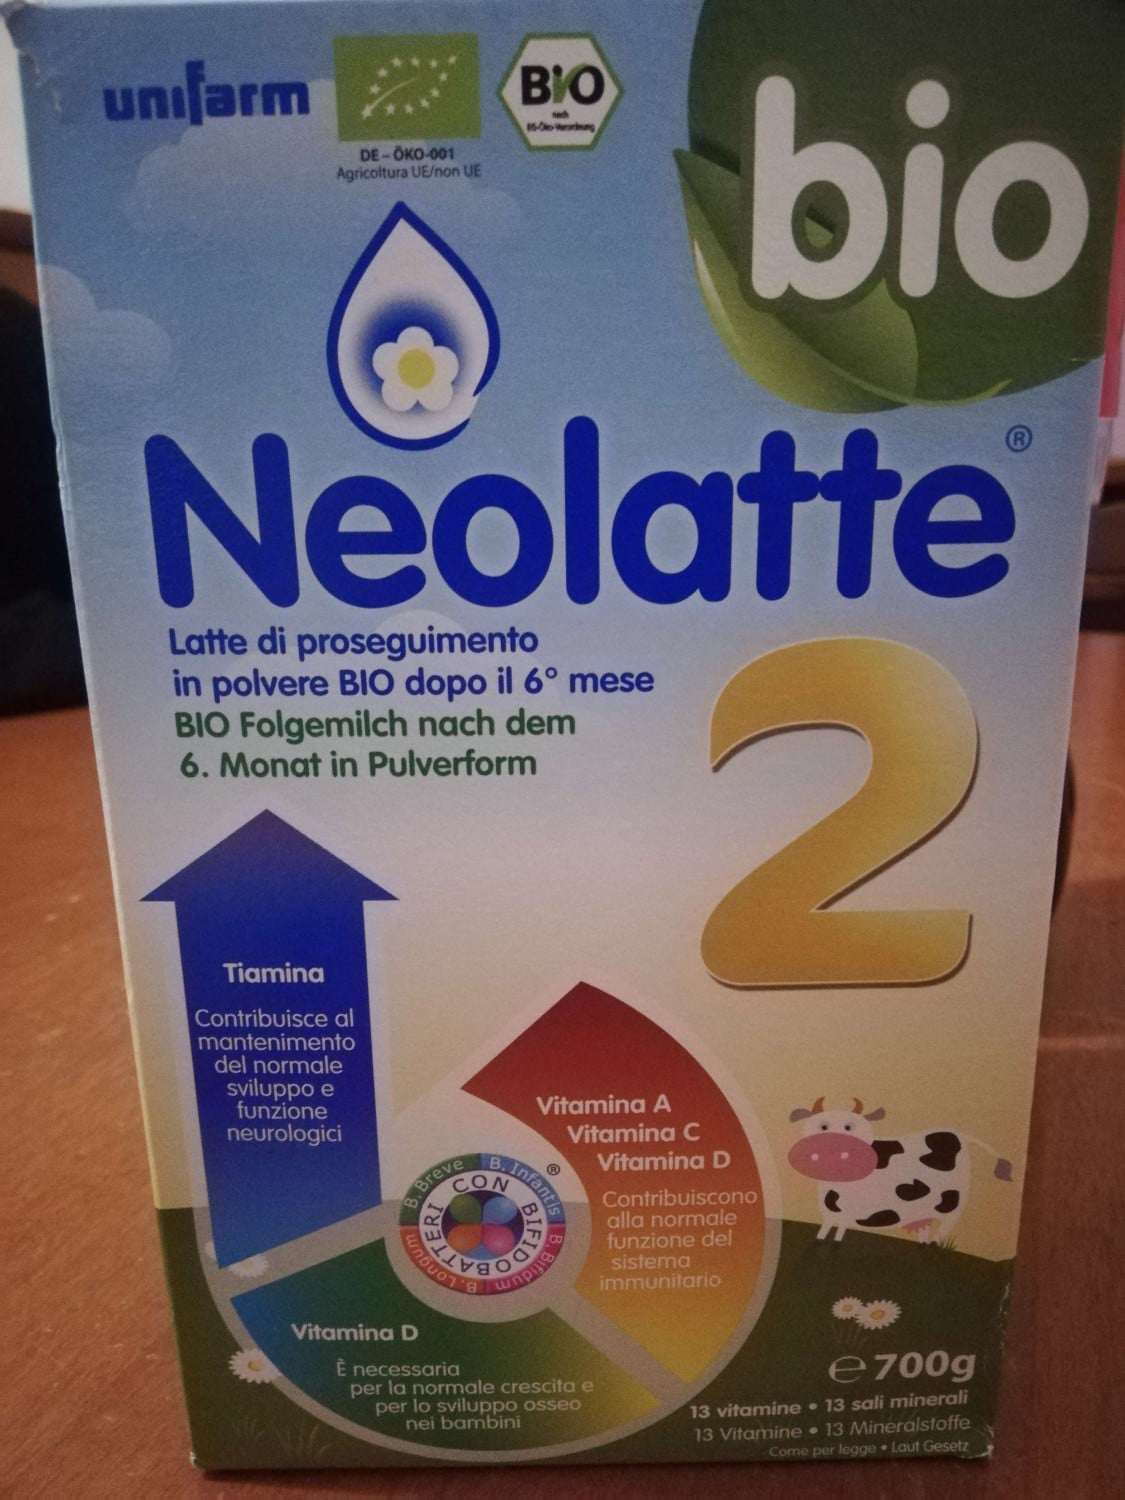 unifarm
DE – ÖKO-001
Agricoltura UE/non UE
BIO
nach
EG-Öko-Verordnung
bio
Neolatte®
Latte di proseguimento
in polvere BIO dopo il 6° mese
BIO Folgemilch nach dem
6. Monat in Pulverform
2
Tiamina
Contribuisce al
mantenimento
del normale
sviluppo e
funzione
neurologici
Vitamina A
Vitamina C
Vitamina D
Contribuiscono
alla normale
funzione del
sistema
immunitario
B. Breve
B. Infantis
B. Bifidum
B. Longum
®
CON BIFIDOBATTERI
Vitamina D
È necessaria
per la normale crescita e
per lo sviluppo osseo
nei bambini
e 700g
13 vitamine • 13 sali minerali
13 Vitamine • 13 Mineralstoffe
Come per legge • Laut Gesetz